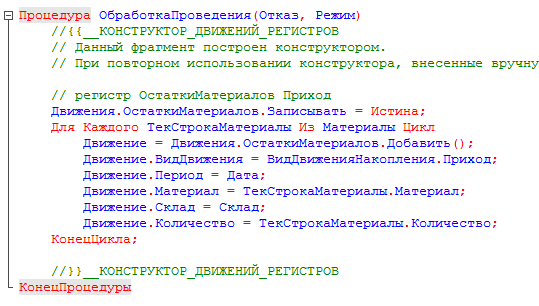 Процедура ОбработкаПроведения(Отказ, Режим)
//{{__КОНСТРУКТОР_ДВИЖЕНИЙ_РЕГИСТРОВ
// Данный фрагмент построен конструктором.
// При повторном использовании конструктора, внесенные вручну
// регистр ОстаткиМатериалов Приход
Движения.ОстаткиМатериалов.Записывать = Истина;
Для Каждого ТекСтрокаМатериалы Из Материалы Цикл
Движение = Движения.ОстаткиМатериалов.Добавить();
Движение.ВидДвижения = ВидДвиженияНакопления.Приход;
Движение.Период = Дата;
Движение.Материал = ТекСтрокаМатериалы.Материал;
Движение.Склад = Склад;
Движение.Количество = ТекСтрокаМатериалы.Количество;
КонецЦикла;
//}}__КОНСТРУКТОР_ДВИЖЕНИЙ_РЕГИСТРОВ
КонецПроцедуры